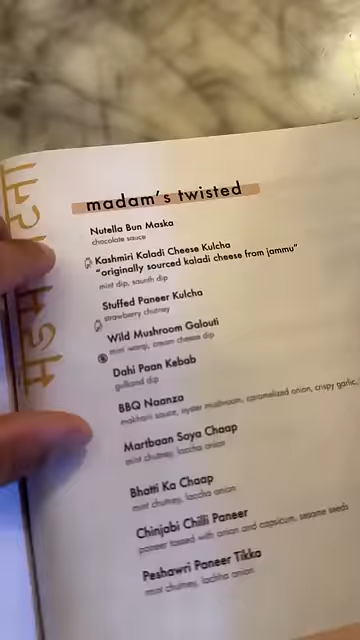 madam's twisted
Nutella Bun Maska
chocolate sauce
Kashmiri Kaladi Cheese Kulcha
"originally sourced kaladi cheese from jammu"
mint dip, saunth dip
Stuffed Paneer Kulcha
strawberry chutney
Wild Mushroom Galouti
mini warqi, cream cheese dip
Dahi Paan Kebab
gulkand dip
BBQ Naanza
makhani sauce, oyster mushroom, caramelized onion, crispy garlic,
Martbaan Soya Chaap
mint chutney, laccha onion
Bhatti Ka Chaap
mint chutney, laccha onion
Chinjabi Chilli Paneer
paneer tossed with onion and capsicum, sesame seeds
Peshawri Paneer Tikka
mint chutney, lachha onion